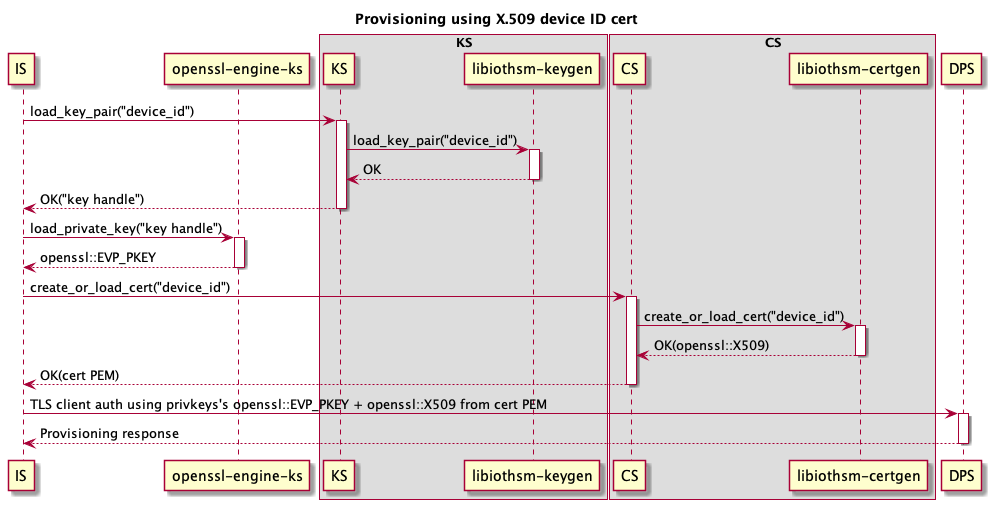 Provisioning using X.509 device ID cert
KS
CS
IS
openssl-engine-ks
KS
libiothsm-keygen
CS
libiothsm-certgen
DPS
load_key_pair("device_id")
load_key_pair("device_id")
OK
OK("key handle")
load_private_key("key handle")
openssl::EVP_PKEY
create_or_load_cert("device_id")
create_or_load_cert("device_id")
OK(openssl::X509)
OK(cert PEM)
TLS client auth using privkeys's openssl::EVP_PKEY + openssl::X509 from cert PEM
Provisioning response
IS
openssl-engine-ks
KS
libiothsm-keygen
CS
libiothsm-certgen
DPS